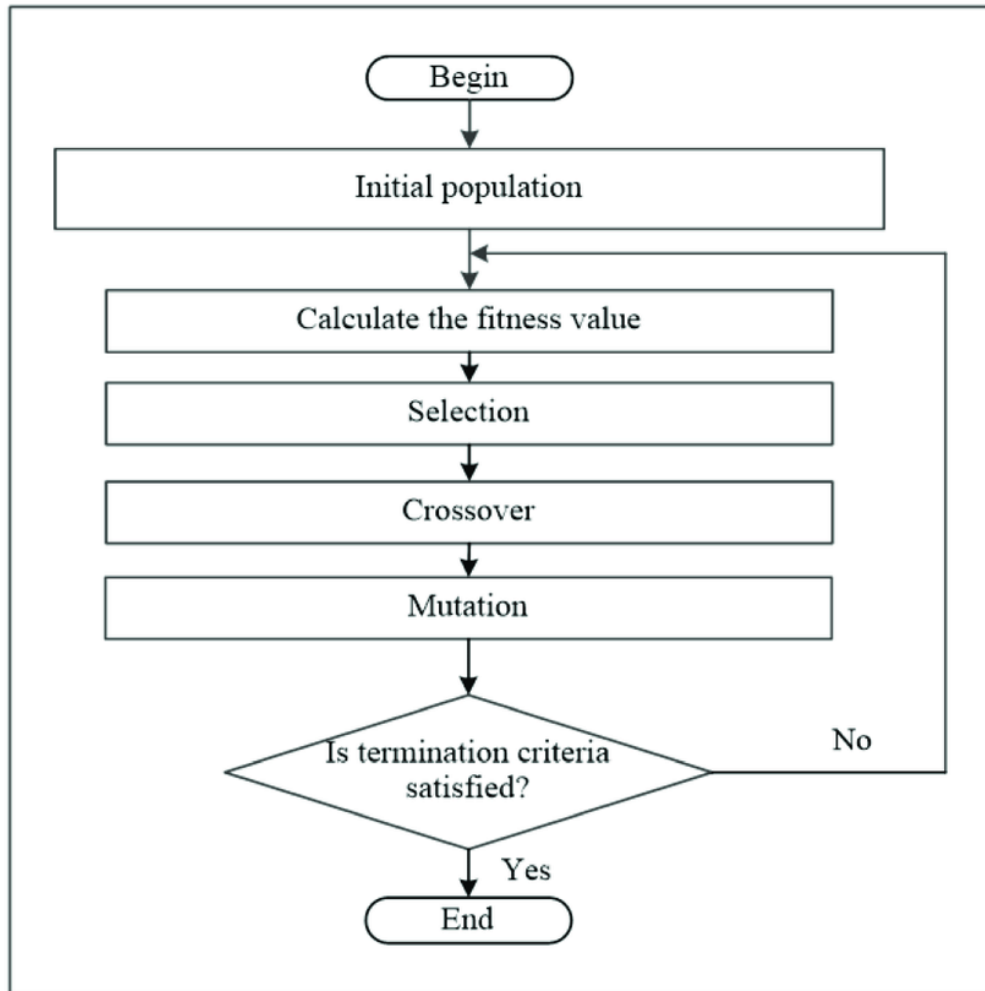 Begin
Initial population
Calculate the fitness value
Selection
Crossover
Mutation
Is termination criteria
satisfied?
No
Yes
End